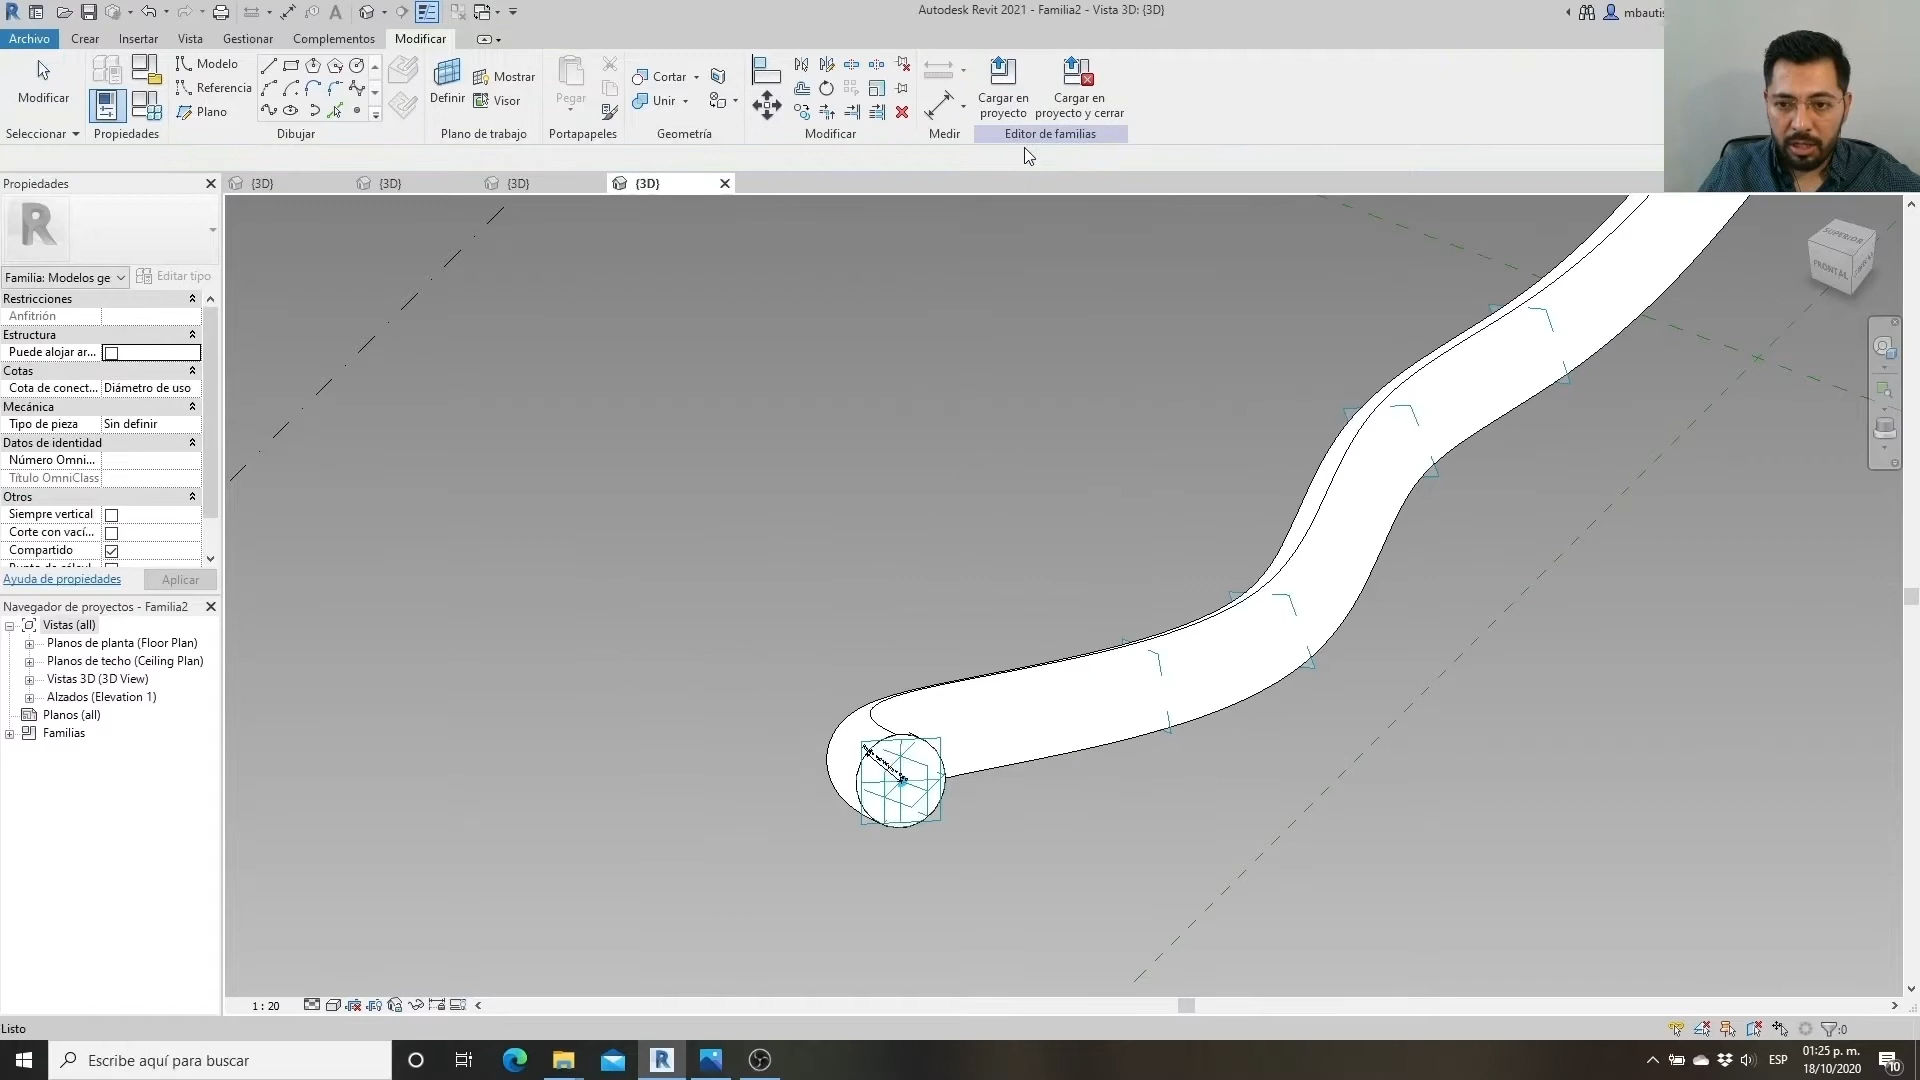 Autodesk Revit 2021 - Familia2 - Vista 3D: {3D}
mbautis
Archivo Crear Insertar Vista Gestionar Complementos Modificar
Modificar
Seleccionar
Propiedades
Modelo
Referencia
Plano
Dibujar
Definir
Mostrar
Visor
Plano de trabajo
Pegar
Portapapeles
Cortar
Unir
Geometría
Modificar
Medir
Cargar en
proyecto
Cargar en
proyecto y cerrar
Editor de familias
Propiedades
{3D} {3D} {3D} {3D}
R
Familia: Modelos ge
Editar tipo
Restricciones
Anfitrión
Estructura
Puede alojar ar...
Cotas
Cota de conect... Diámetro de uso
Mecánica
Tipo de pieza Sin definir
Datos de identidad
Número Omni...
Título OmniClass
Otros
Siempre vertical
Corte con vací...
Compartido
Ayuda de propiedades
Aplicar
Navegador de proyectos - Familia2
Vistas (all)
Planos de planta (Floor Plan)
Planos de techo (Ceiling Plan)
Vistas 3D (3D View)
Alzados (Elevation 1)
Planos (all)
Familias
SUPERIOR
FRONTAL
1 : 20
Listo
:0
Escribe aquí para buscar
ESP
01:25 p. m.
18/10/2020
10